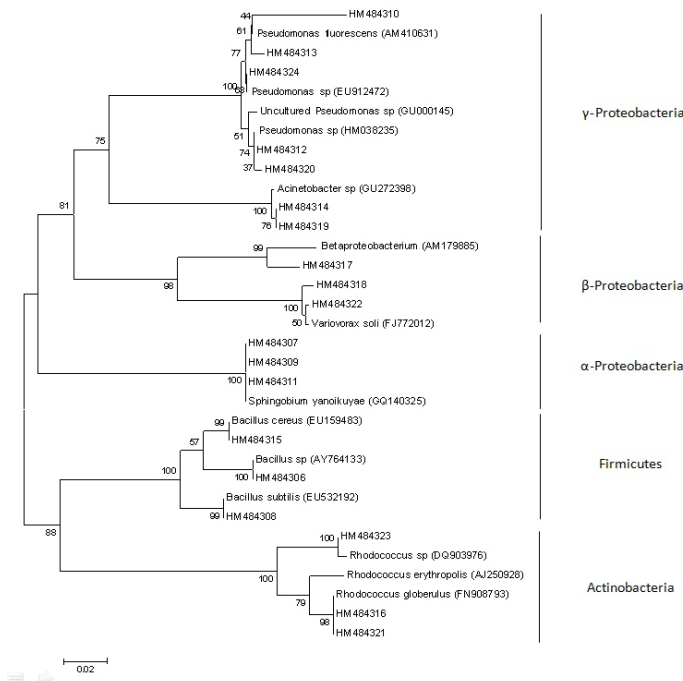 44
HM484310
61
Pseudomonas fluorescens (AM410631)
77
HM484313
HM484324
100
68
Pseudomonas sp (EU912472)
Uncultured Pseudomonas sp (GU000145)
γ-Proteobacteria
51
Pseudomonas sp (HM038235)
75
74
HM484312
37
HM484320
Acinetobacter sp (GU272398)
81
100
HM484314
76
HM484319
99
Betaproteobacterium (AM179885)
HM484317
98
HM484318
β-Proteobacteria
100
HM484322
50
Variovorax soli (FJ772012)
HM484307
HM484309
α-Proteobacteria
100
HM484311
Sphingobium yanoikuyae (GQ140325)
99
Bacillus cereus (EU159483)
HM484315
57
Bacillus sp (AY764133)
Firmicutes
100
100
HM484306
Bacillus subtilis (EU532192)
99
HM484308
88
100
HM484323
Rhodococcus sp (DQ903976)
100
Rhodococcus erythropolis (AJ250928)
Actinobacteria
79
Rhodococcus globerulus (FN908793)
98
HM484316
HM484321
0.02